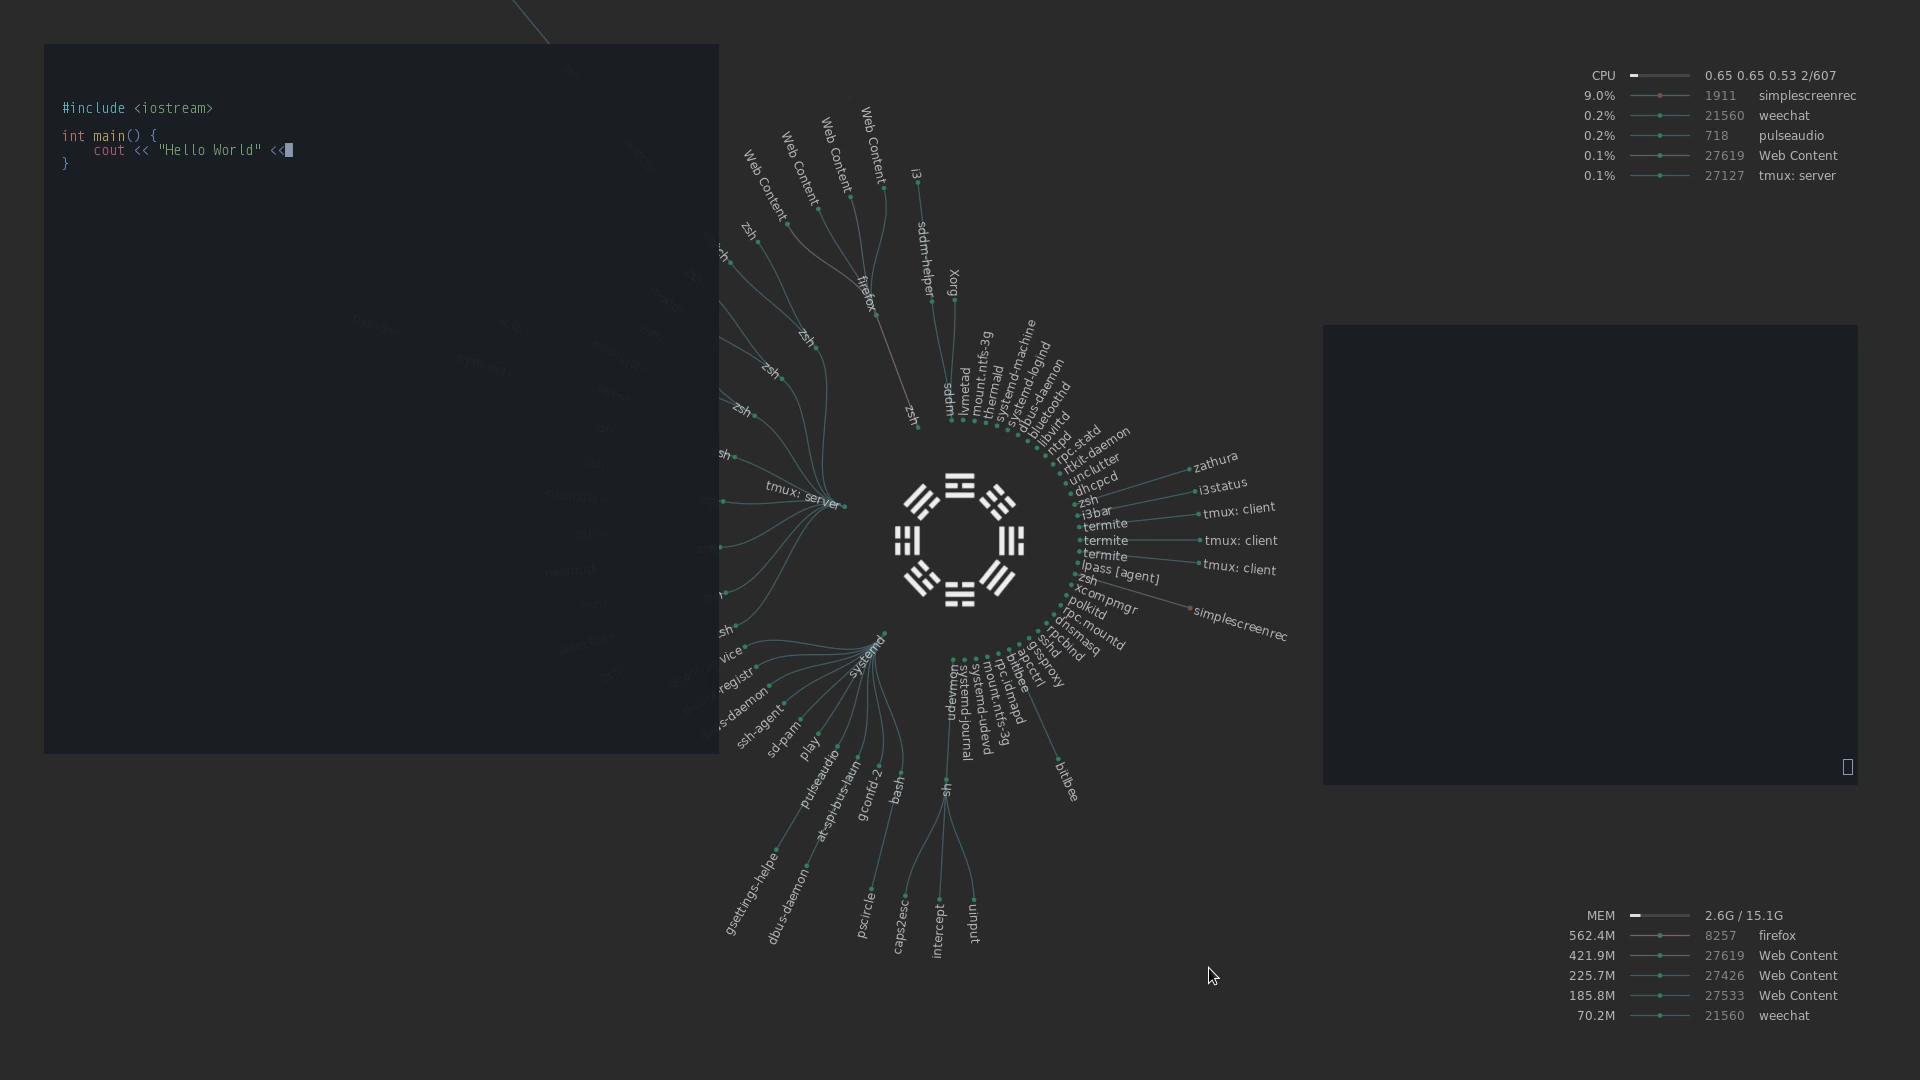 #include <iostream>
int main() {
    cout << "Hello World" <<
}
CPU 0.65 0.65 0.53 2/607
9.0% 1911 simplescreenrec
0.2% 21560 weechat
0.2% 718 pulseaudio
0.1% 27619 Web Content
0.1% 27127 tmux: server
Web Content
Web Content
Web Content
Web Content
firefox
zsh
i3
sddm-helper
Xorg
sddm
lvmetad
mount.ntfs-3g
thermald
systemd-machine
systemd-logind
dbus-daemon
bluetoothd
libvirtd
ntpd
rpc.statd
rtkit-daemon
unclutter
dhcpcd
zsh
zathura
i3bar
i3status
termite
tmux: client
termite
tmux: client
termite
tmux: client
lpass [agent]
zsh
simplescreenrec
xcompmgr
polkitd
rpc.mountd
dnsmasq
rpcbind
sshd
gssproxy
apcctrl
bitlbee
bitlbee
rpc.idmapd
mount.ntfs-3g
systemd-udevd
systemd-journal
udevmon
sh
uinput
intercept
caps2esc
systemd
bash
pscircle
gconfd-2
at-spi-bus-laun
dbus-daemon
pulseaudio
gsettings-helpe
play
sd-pam
ssh-agent
s-daemon
registr
vice
tmux: server
sh
sh
zsh
zsh
zsh
zsh
MEM 2.6G / 15.1G
562.4M 8257 firefox
421.9M 27619 Web Content
225.7M 27426 Web Content
185.8M 27533 Web Content
70.2M 21560 weechat